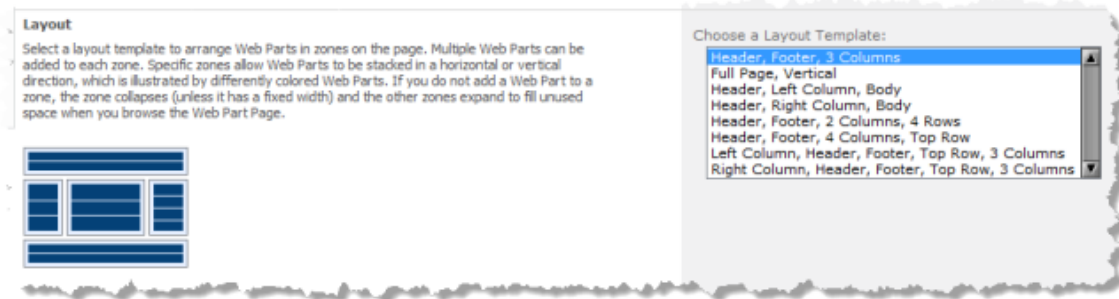 Layout
Select a layout template to arrange Web Parts in zones on the page. Multiple Web Parts can be
added to each zone. Specific zones allow Web Parts to be stacked in a horizontal or vertical
direction, which is illustrated by differently colored Web Parts. If you do not add a Web Part to a
zone, the zone collapses (unless it has a fixed width) and the other zones expand to fill unused
space when you browse the Web Part Page.
Choose a Layout Template:
Header, Footer, 3 Columns
Full Page, Vertical
Header, Left Column, Body
Header, Right Column, Body
Header, Footer, 2 Columns, 4 Rows
Header, Footer, 4 Columns, Top Row
Left Column, Header, Footer, Top Row, 3 Columns
Right Column, Header, Footer, Top Row, 3 Columns